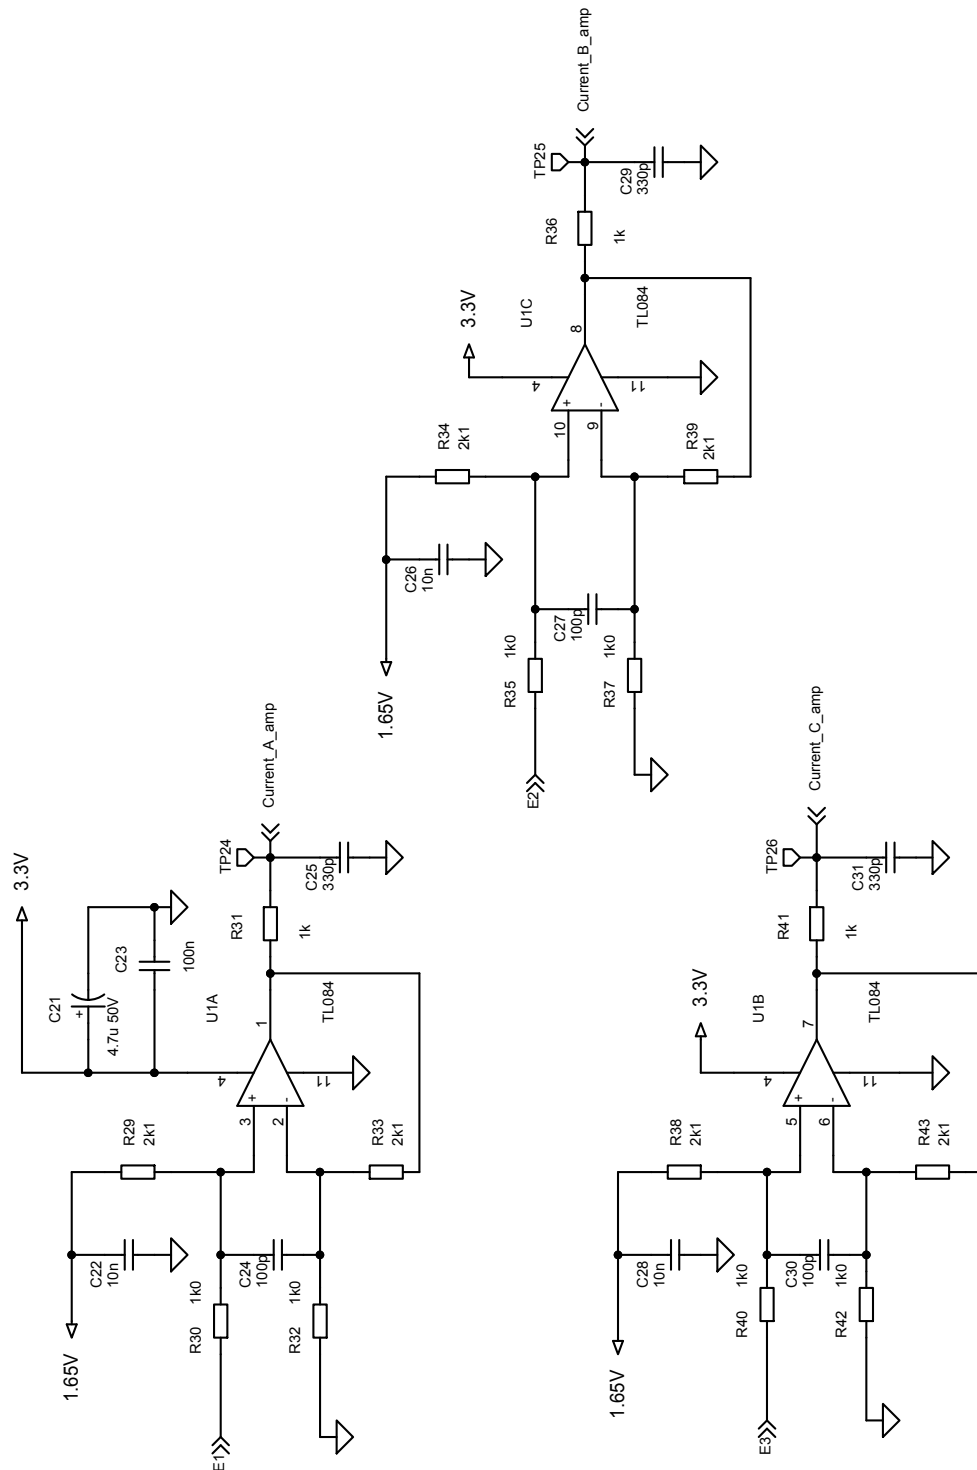 3.3V
C21
+
4.7u 50V
C23
100n
U1A
TL084
4
11
3
+
2
-
1
R29
2k1
R33
2k1
R31
1k
TP24
Current_A_amp
C25
330p
1.65V
C22
10n
R30
1k0
C24
100p
R32
1k0
E1
3.3V
U1C
TL084
4
11
10
+
9
-
8
R34
2k1
R39
2k1
R36
1k
TP25
Current_B_amp
C29
330p
1.65V
C26
10n
R35
1k0
C27
100p
R37
1k0
E2
3.3V
U1B
TL084
4
11
5
+
6
-
7
R38
2k1
R43
2k1
R41
1k
TP26
Current_C_amp
C31
330p
1.65V
C28
10n
R40
1k0
C30
100p
R42
1k0
E3